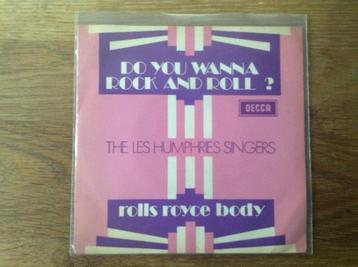 DO YOU WANNA
ROCK AND ROLL ?
DECCA
THE LES HUMPHRIES SINGERS
rolls royce body